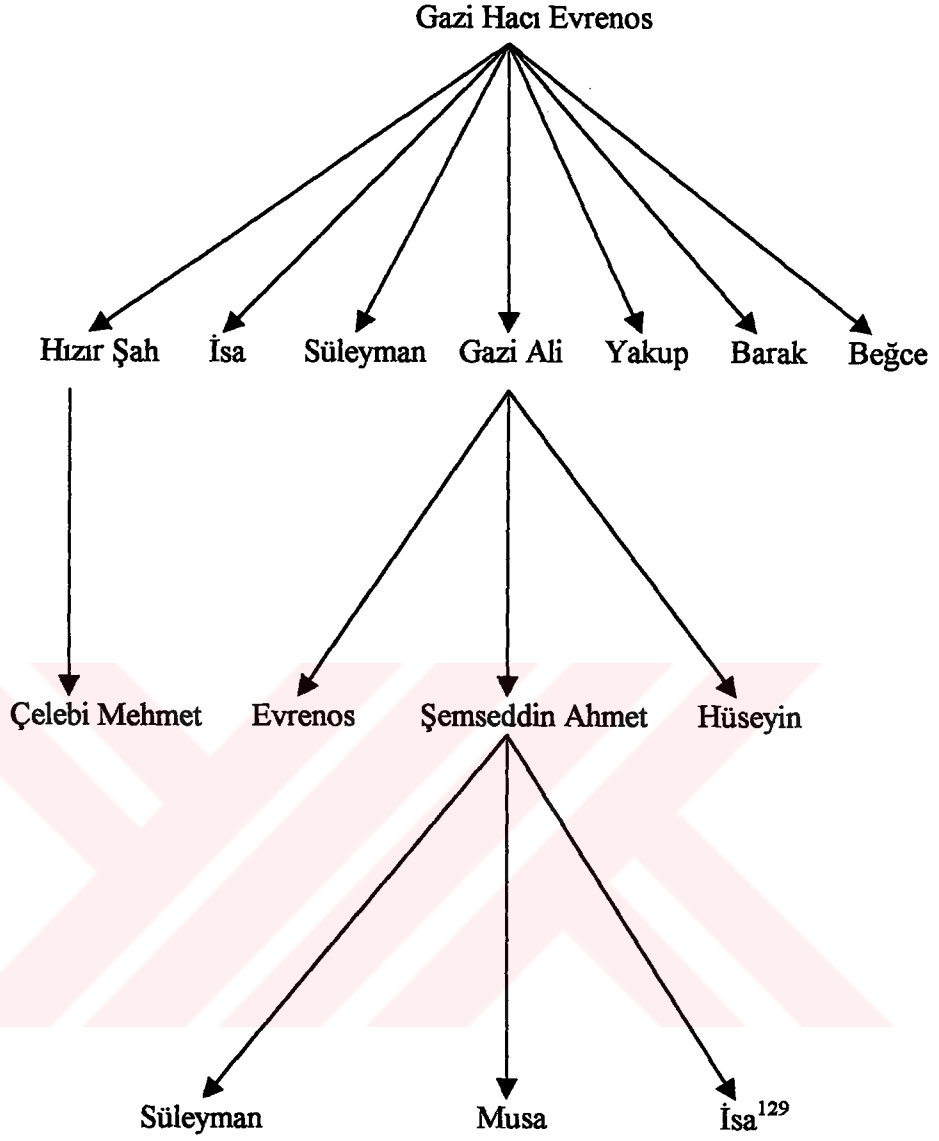 Gazi Hacı Evrenos
Hızır Şah İsa Süleyman Gazi Ali Yakup Barak Beğce
Çelebi Mehmet Evrenos Şemseddin Ahmet Hüseyin
Süleyman Musa İsa129